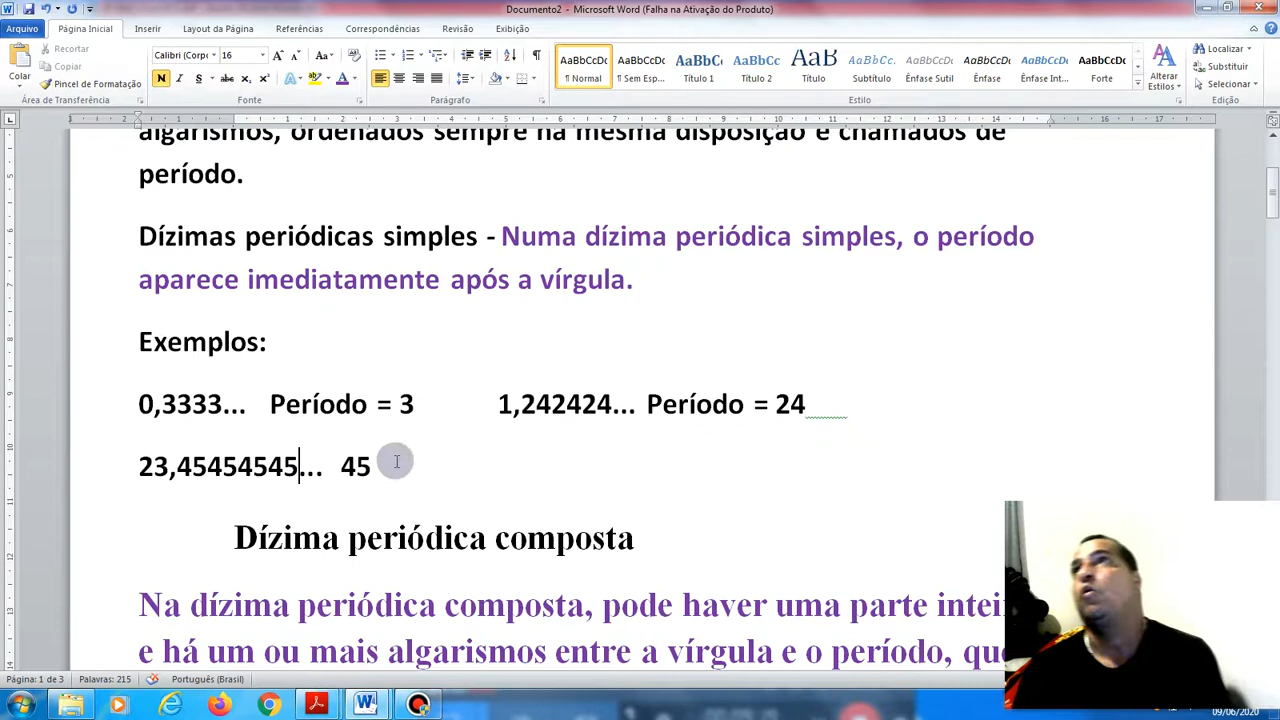 Documento2 - Microsoft Word (Falha na Ativação do Produto)
Arquivo Página Inicial Inserir Layout da Página Referências Correspondências Revisão Exibição
Colar
Recortar
Copiar
Pincel de Formatação
Área de Transferência
Calibri (Corpo 16
Fonte
Parágrafo
AaBbCcDc AaBbCcDc AaBbC AaBbCc AaB AaBbCcL AaBbCcDc AaBbCcDc AaBbCcDc AaBbCcDc
¶ Normal ¶ Sem Esp... Título 1 Título 2 Título Subtítulo Ênfase Sutil Ênfase Ênfase Int... Forte
Estilo
Alterar
Estilos
Localizar
Substituir
Selecionar
Edição
algarismos, ordenados sempre na mesma disposição e chamados de
período.
Dízimas periódicas simples - Numa dízima periódica simples, o período
aparece imediatamente após a vírgula.
Exemplos:
0,3333... Período = 3 1,242424... Período = 24
23,45454545... 45
Dízima periódica composta
Na dízima periódica composta, pode haver uma parte
e há um ou mais algarismos entre a vírgula e o período,
Página: 1 de 3 Palavras: 215 Português (Brasil)
09/06/2020